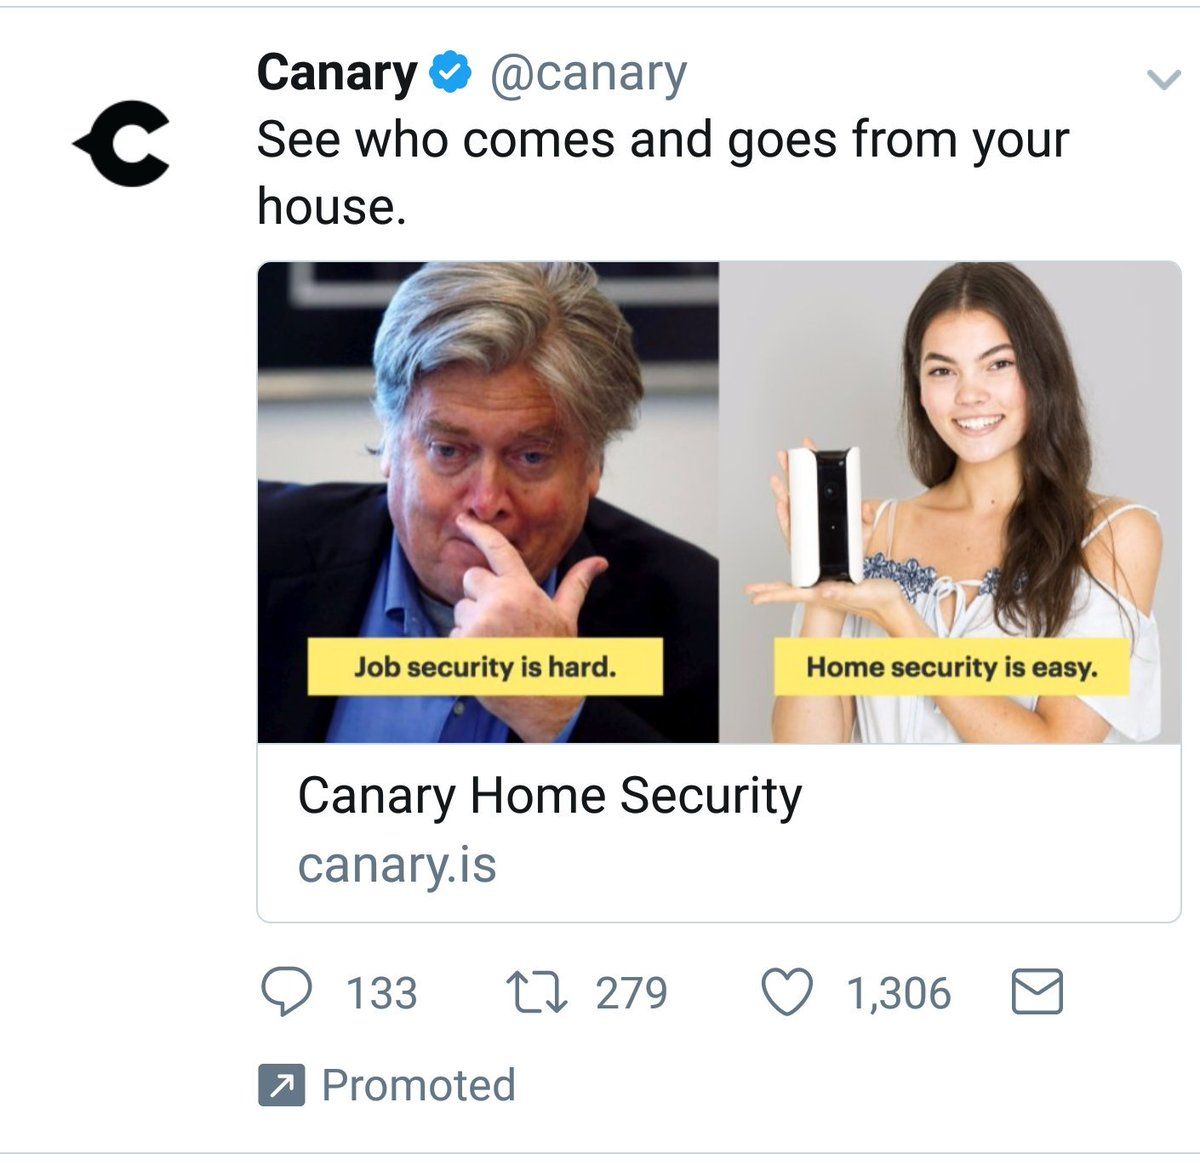 Canary @canary
See who comes and goes from your
house.
Job security is hard.
Home security is easy.
Canary Home Security
canary.is
133 279 1,306
Promoted